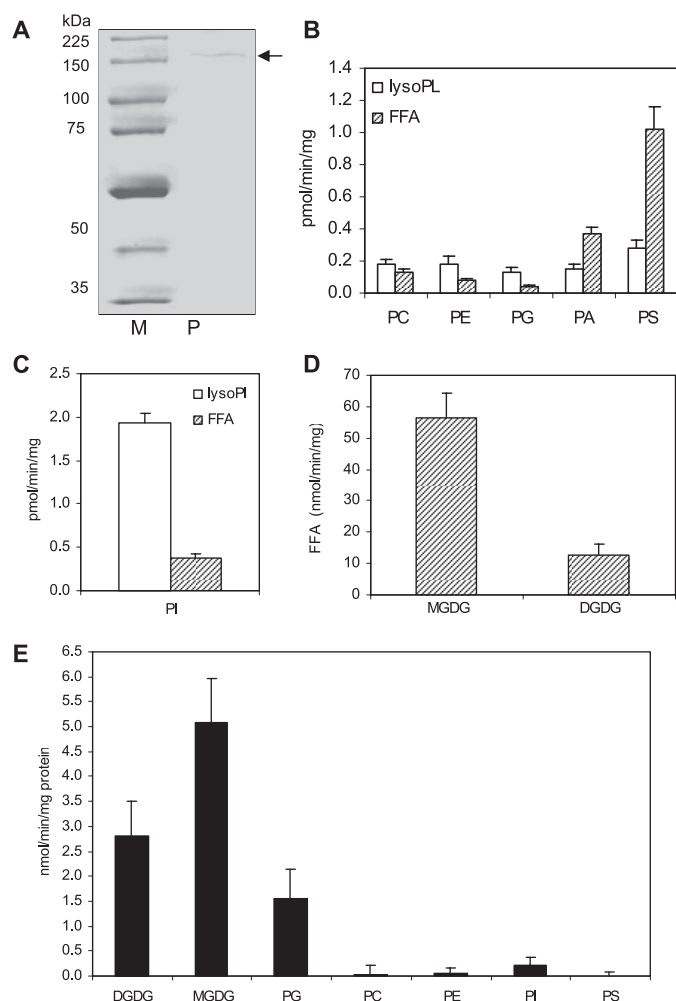 A
kDa
225
150
100
75
50
35
M P
B
lysoPL
FFA
pmol/min/mg
1.4
1.2
1.0
0.8
0.6
0.4
0.2
0.0
PC PE PG PA PS
C
lysoPI
FFA
pmol/min/mg
2.5
2.0
1.5
1.0
0.5
0.0
PI
D
FFA (nmol/min/mg)
70
60
50
40
30
20
10
0
MGDG DGDG
E
nmol/min/mg protein
6.5
6.0
5.5
5.0
4.5
4.0
3.5
3.0
2.5
2.0
1.5
1.0
0.5
0.0
DGDG MGDG PG PC PE PI PS